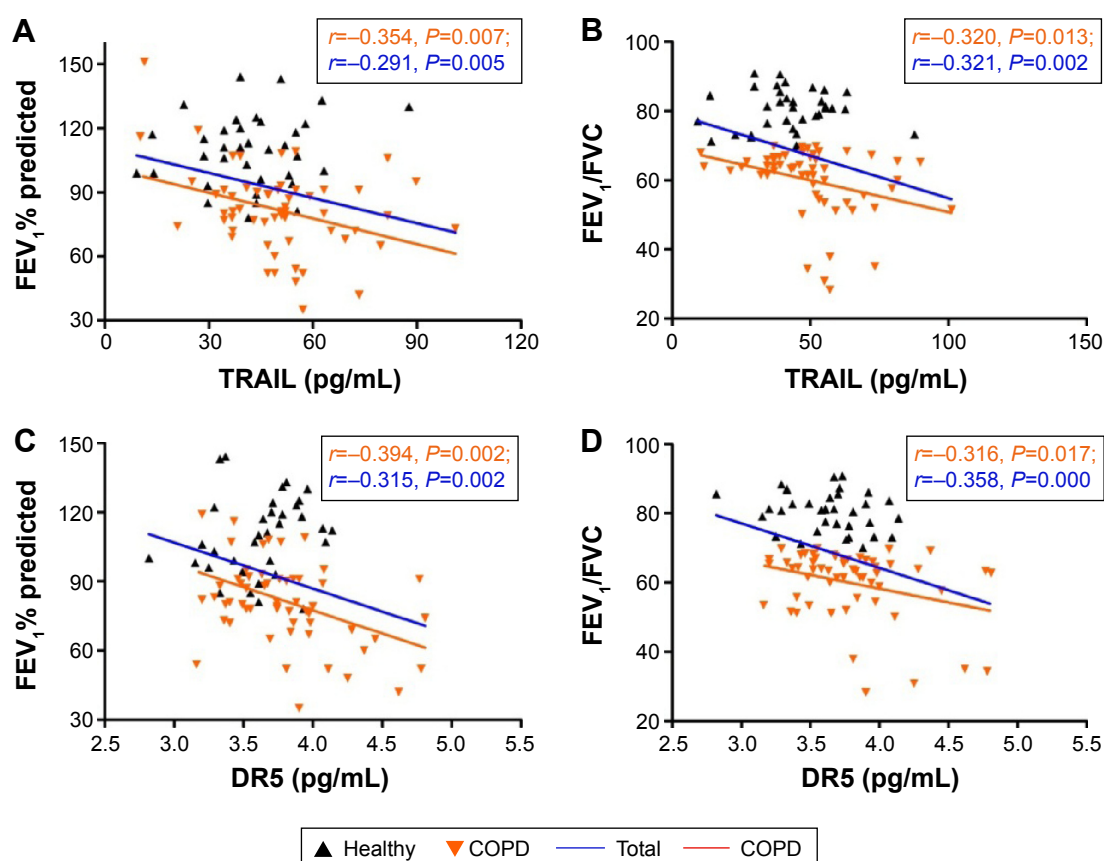 A
r=–0.354, P=0.007;
r=–0.291, P=0.005
FEV1% predicted
150
120
90
60
30
0 30 60 90 120
TRAIL (pg/mL)
B
r=–0.320, P=0.013;
r=–0.321, P=0.002
FEV1/FVC
100
80
60
40
20
0 50 100 150
TRAIL (pg/mL)
C
r=–0.394, P=0.002;
r=–0.315, P=0.002
FEV1% predicted
150
120
90
60
30
2.5 3.0 3.5 4.0 4.5 5.0 5.5
DR5 (pg/mL)
D
r=–0.316, P=0.017;
r=–0.358, P=0.000
FEV1/FVC
100
80
60
40
20
2.5 3.0 3.5 4.0 4.5 5.0 5.5
DR5 (pg/mL)
Healthy COPD Total COPD